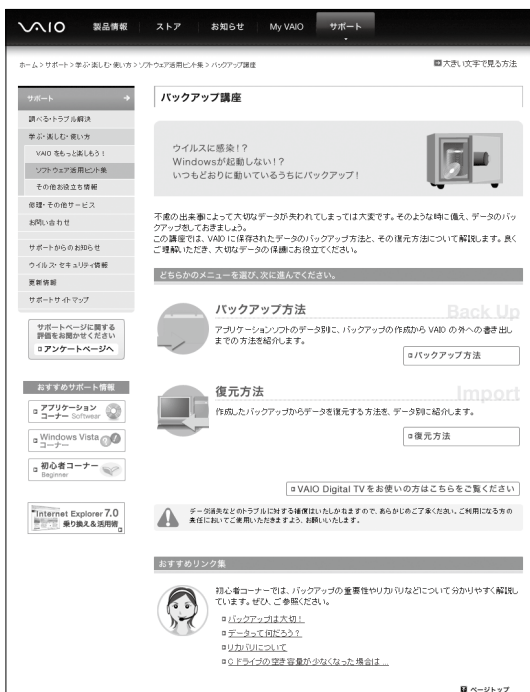 VAIO
製品情報
ストア
お知らせ
My VAIO
サポート
ホーム > サポート > 学ぶ・楽しむ・使い方 > ソフトウェア活用ヒント集 > バックアップ講座
大きい文字で見る方法
サポート
調べる・トラブル解決
学ぶ・楽しむ・使い方
VAIO をもっと楽しもう！
ソフトウェア活用ヒント集
その他お役立ち情報
修理・その他サービス
お問い合わせ
サポートからのお知らせ
ウイルス・セキュリティ情報
更新情報
サポートサイトマップ
サポートページに関する
評価をお聞かせください
アンケートページへ
おすすめサポート情報
アプリケーション
コーナー Softwear
Windows Vista
コーナー
初心者コーナー
Beginner
Internet Explorer 7.0
乗り換え＆活用術
バックアップ講座
ウイルスに感染！？
Windowsが起動しない！？
いつもどおりに動いているうちにバックアップ！
不慮の出来事によって大切なデータが失われてしまっては大変です。そのような時に備え、データのバッ
クアップをしておきましょう。
この講座では、VAIO に保存されたデータのバックアップ方法と、その復元方法について解説します。良く
ご理解いただき、大切なデータの保護にお役立てください。
どちらかのメニューを選び、次に進んでください。
バックアップ方法
Back Up
アプリケーションソフトのデータ別に、バックアップの作成から VAIO の外への書き出し
までの方法を紹介します。
バックアップ方法
復元方法
Import
作成したバックアップからデータを復元する方法を、データ別に紹介します。
復元方法
VAIO Digital TV をお使いの方はこちらをご覧ください
データ消失などのトラブルに対する補償はいたしかねますので、あらかじめご了承ください。ご利用になる方の
責任においてご使用いただきますよう、お願いいたします。
おすすめリンク集
初心者コーナーでは、バックアップの重要性やリカバリなどについて分かりやすく解説し
ています。ぜひ、ご参照ください。
バックアップは大切！
データって何だろう？
リカバリについて
C ドライブの空き容量が少なくなった場合は ...
ページトップ